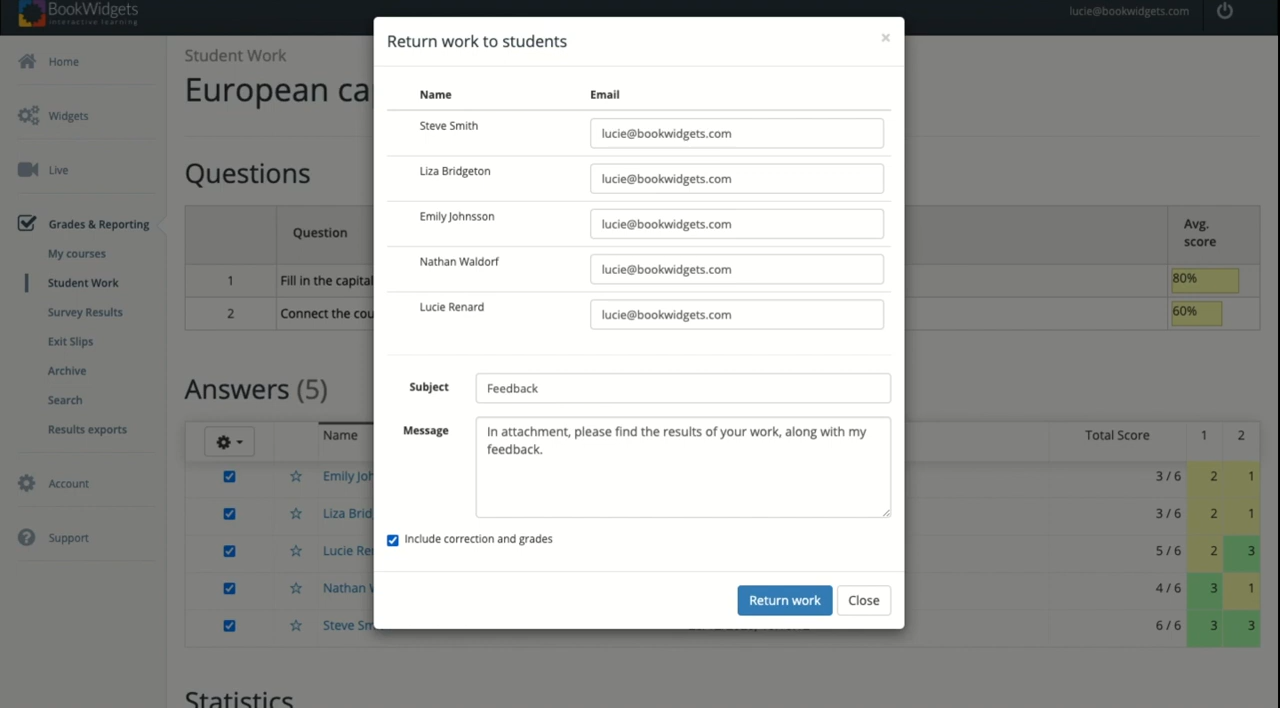 BookWidgets
interactive learning
lucie@bookwidgets.com
Home
Widgets
Live
Grades & Reporting
My courses
Student Work
Survey Results
Exit Slips
Archive
Search
Results exports
Account
Support
Student Work
European ca
Questions
Question
Avg.
score
1 Fill in the capital 80%
2 Connect the cou 60%
Answers (5)
Name Total Score 1 2
Emily Joh 3 / 6 2 1
Liza Brid 3 / 6 2 1
Lucie Re 5 / 6 2 3
Nathan W 4 / 6 3 1
Steve Sm 6 / 6 3 3
Statistics
Return work to students
×
Name Email
Steve Smith lucie@bookwidgets.com
Liza Bridgeton lucie@bookwidgets.com
Emily Johnsson lucie@bookwidgets.com
Nathan Waldorf lucie@bookwidgets.com
Lucie Renard lucie@bookwidgets.com
Subject Feedback
Message In attachment, please find the results of your work, along with my
feedback.
Include correction and grades
Return work Close